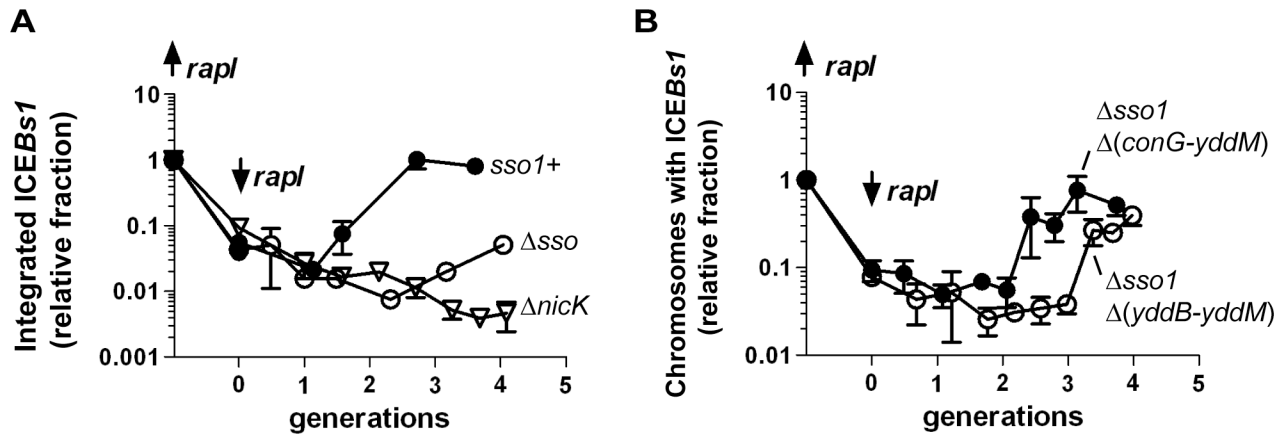 A
rapI
Integrated ICEBs1
(relative fraction)
10
1
0.1
0.01
0.001
rapI
sso1+
Δsso
ΔnicK
0 1 2 3 4 5
generations
B
rapI
Chromosomes with ICEBs1
(relative fraction)
10
1
0.1
0.01
rapI
Δsso1
Δ(conG-yddM)
Δsso1
Δ(yddB-yddM)
0 1 2 3 4 5
generations